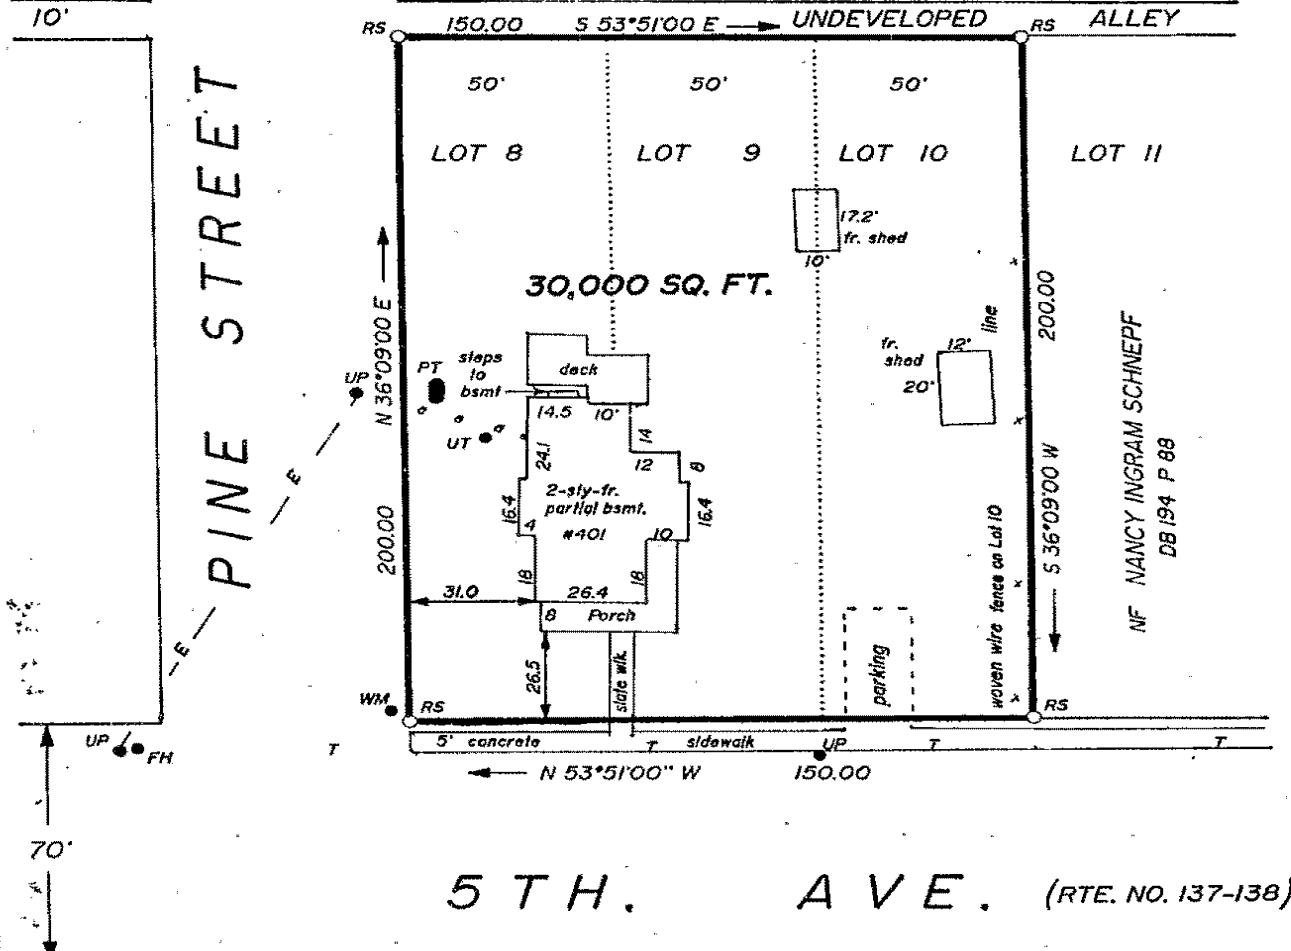 10'
RS 150.00 S 53°51'00 E UNDEVELOPED RS ALLEY
50' 50' 50'
LOT 8 LOT 9 LOT 10 LOT 11
PINE STREET
17.2'
fr. shed
10'
30,000 SQ. FT.
N 36°09'00 E
200.00
200.00
S 36°09'00 W
line
fr.
shed
12'
20'
NF NANCY INGRAM SCHNEPF
DB 194 P 88
UP PT
steps
to
bsmt
deck
14.5 10'
UT
24.1
14
12
8
16.4
2-sty-fr.
partial bsmt.
#401
4
10
16.4
18
18
31.0
26.4
8 Porch
26.5
slate wlk.
parking
woven wire fence on Lot 10
E
E
WM RS RS
UP FH
T 5' concrete T sidewalk UP T T
N 53°51'00" W 150.00
70'
5TH. AVE. (RTE. NO. 137-138)